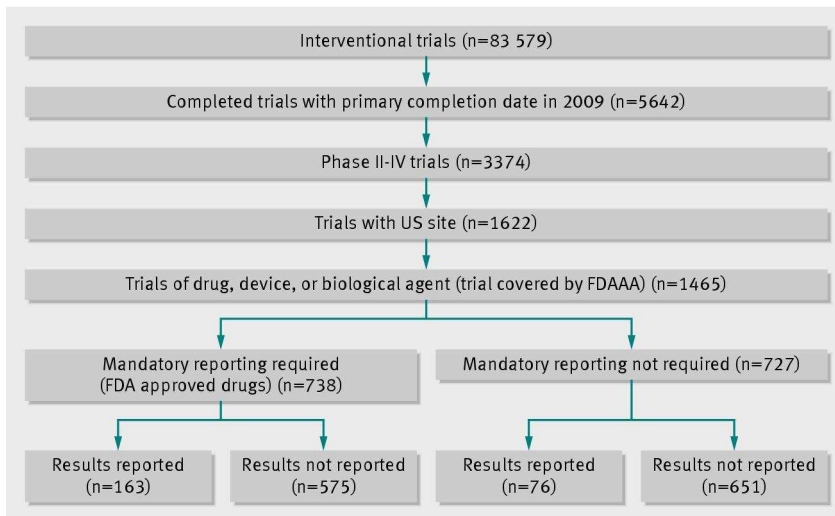 Interventional trials (n=83 579)
Completed trials with primary completion date in 2009 (n=5642)
Phase II-IV trials (n=3374)
Trials with US site (n=1622)
Trials of drug, device, or biological agent (trial covered by FDAAA) (n=1465)
Mandatory reporting required
(FDA approved drugs) (n=738)
Mandatory reporting not required (n=727)
Results reported
(n=163)
Results not reported
(n=575)
Results reported
(n=76)
Results not reported
(n=651)